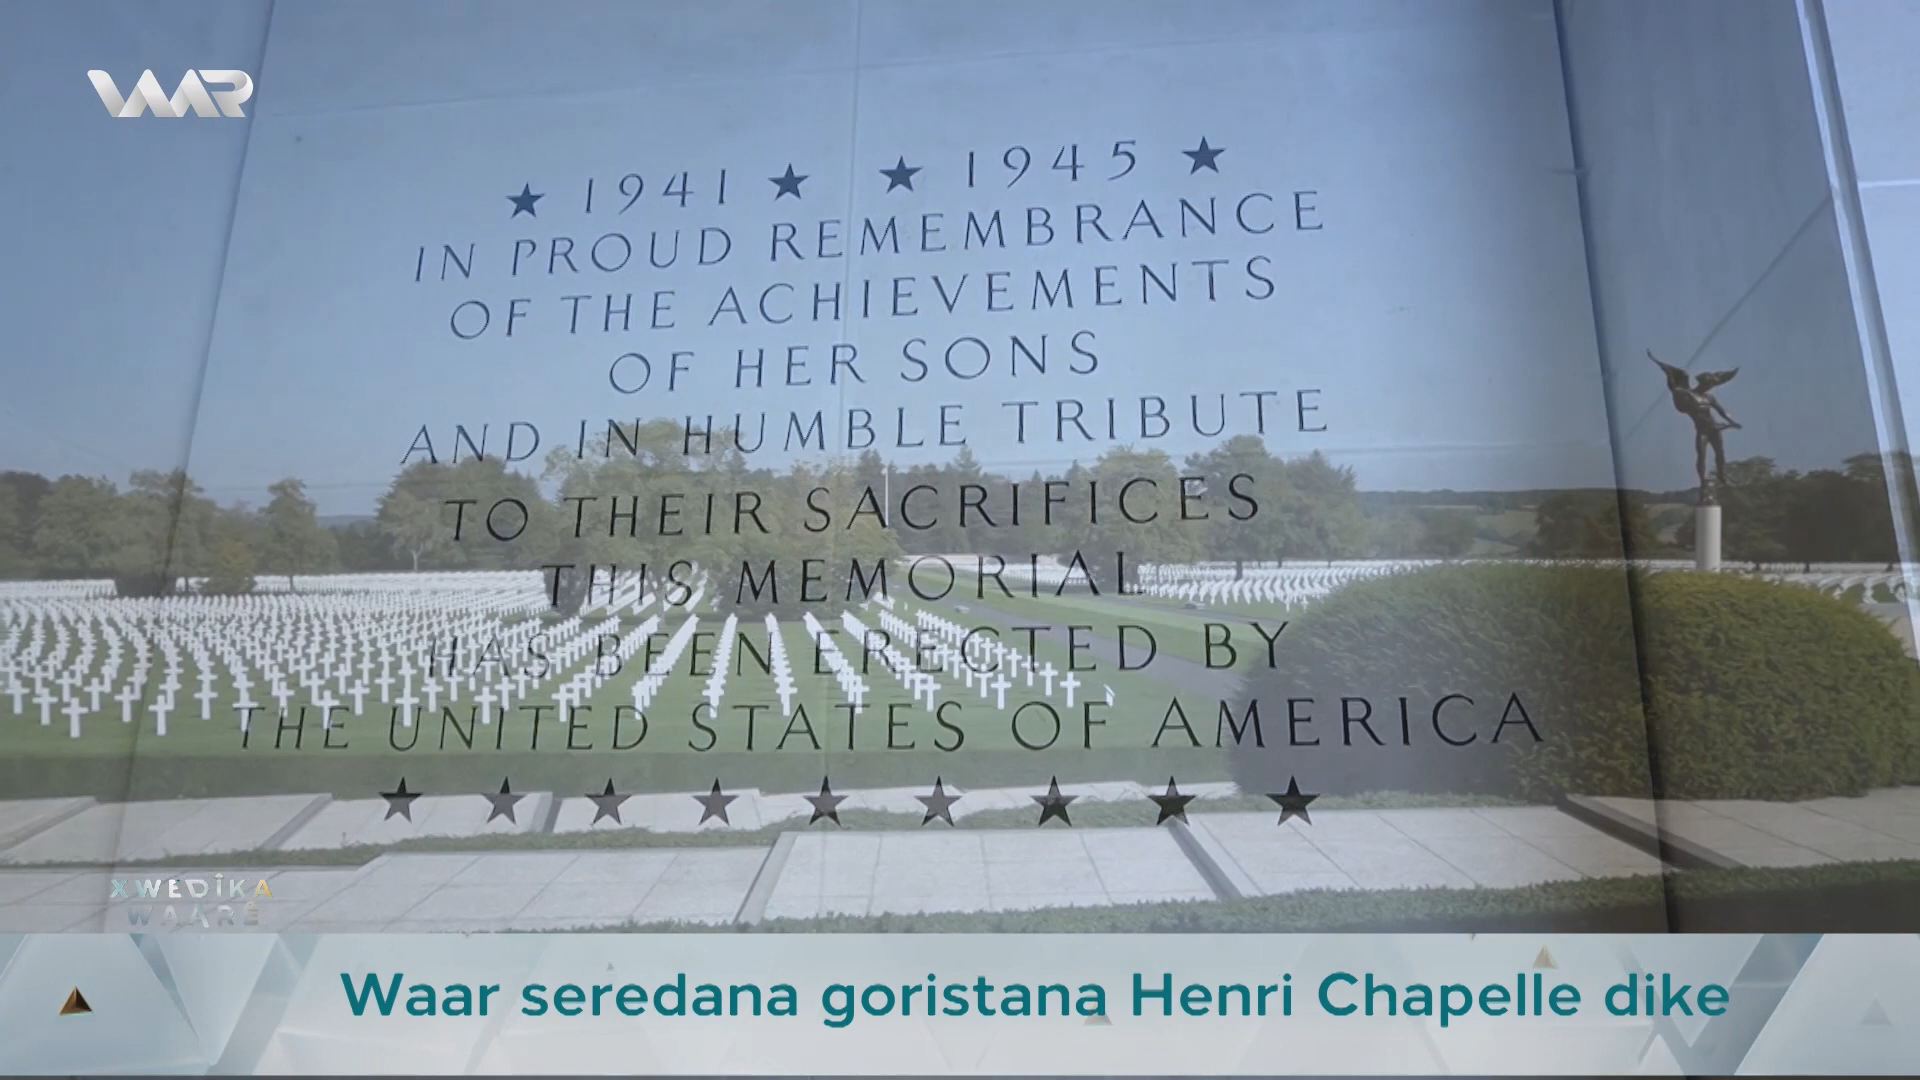 WAAR
★ 1941 ★ ★ 1945 ★
IN PROUD REMEMBRANCE
OF THE ACHIEVEMENTS
OF HER SONS
AND IN HUMBLE TRIBUTE
TO THEIR SACRIFICES
THIS MEMORIAL
HAS BEEN ERECTED BY
THE UNITED STATES OF AMERICA
XWEDÎKA
WAARÊ
Waar seredana goristana Henri Chapelle dike